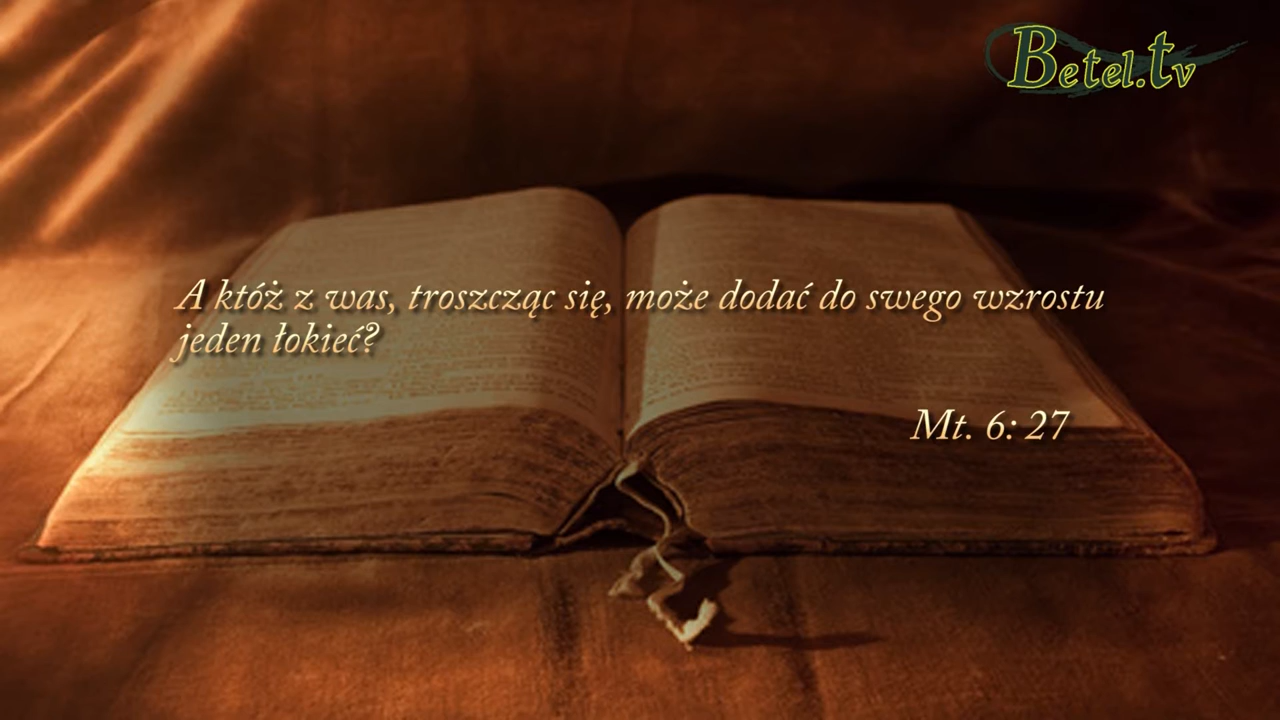 Betel.tv
A któż z was, troszcząc się, może dodać do swego wzrostu
jeden łokieć?
Mt. 6: 27